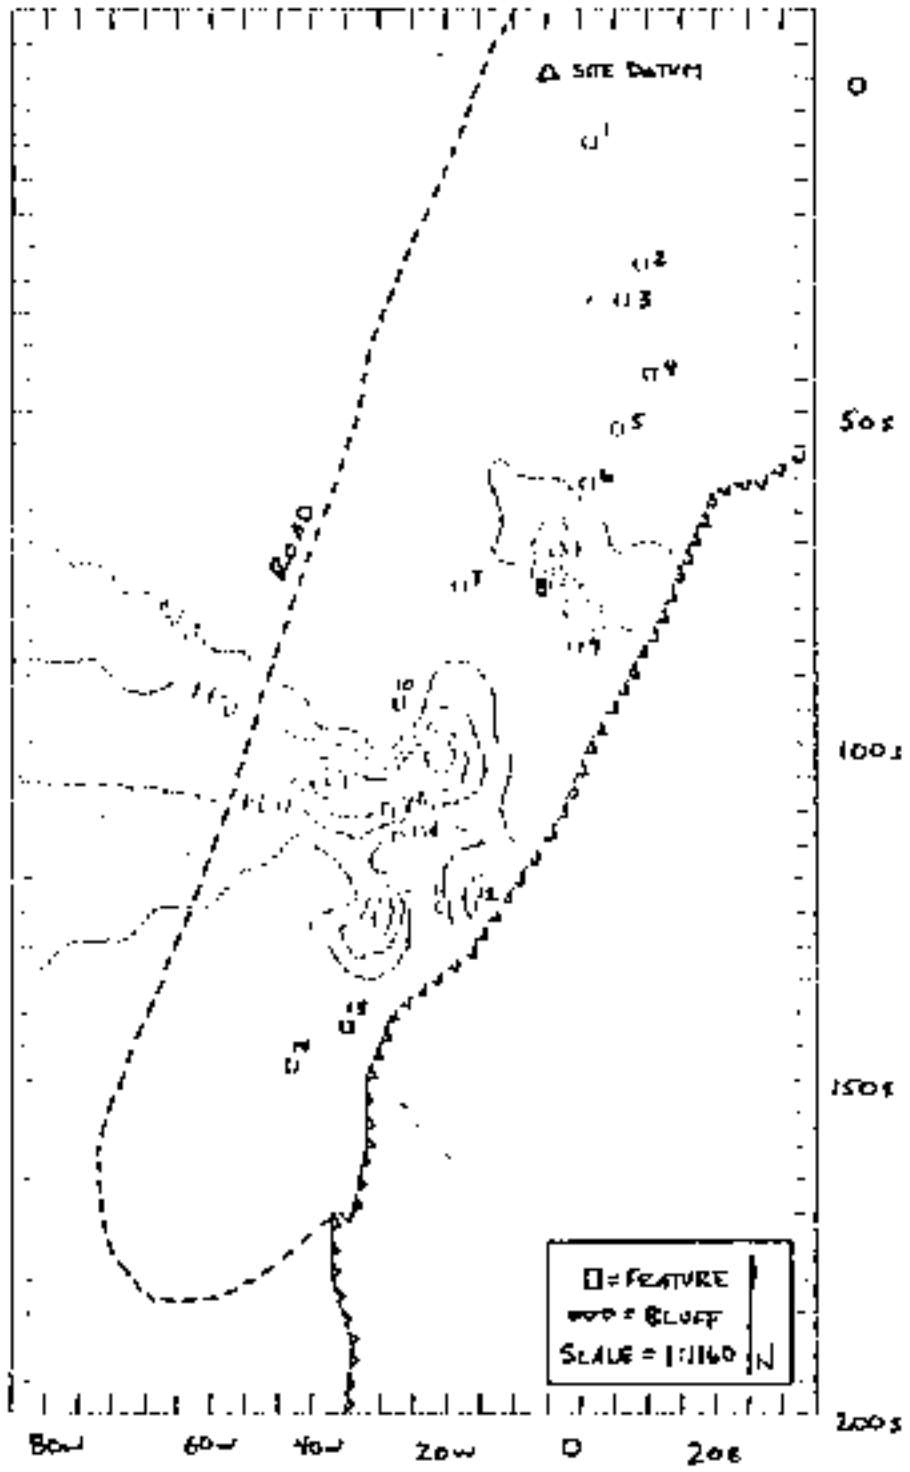 △ SITE DATUM
0
1
2
3
4
50s
5
6
ROAD
7
8
9
10
110
100s
15
150s
□ = FEATURE
= BLUFF
SCALE = 1:1160
N
200s
80w 60w 40w 20w 0 20e